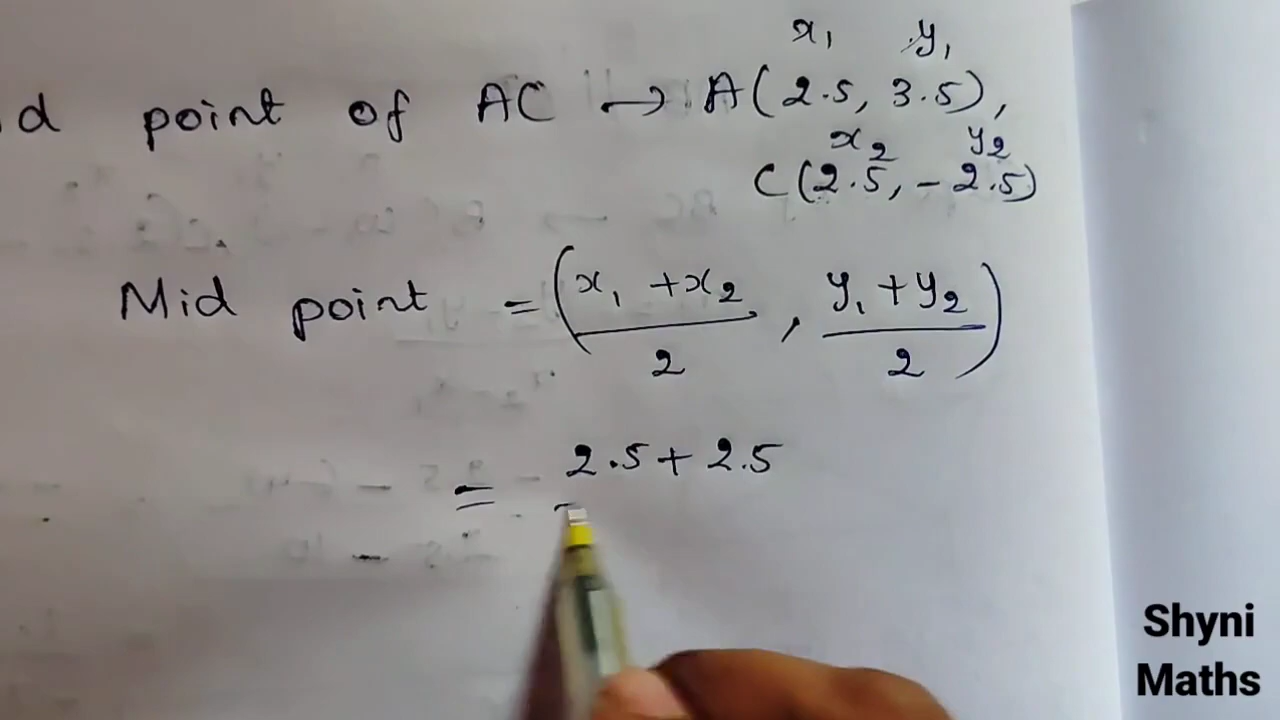 d point of AC → A(2.5, 3.5),
x₁ y₁
C(2.5, -2.5)
x₂ y₂
Mid point = (x₁ + x₂ / 2 , y₁ + y₂ / 2)
= 2.5 + 2.5
Shyni
Maths